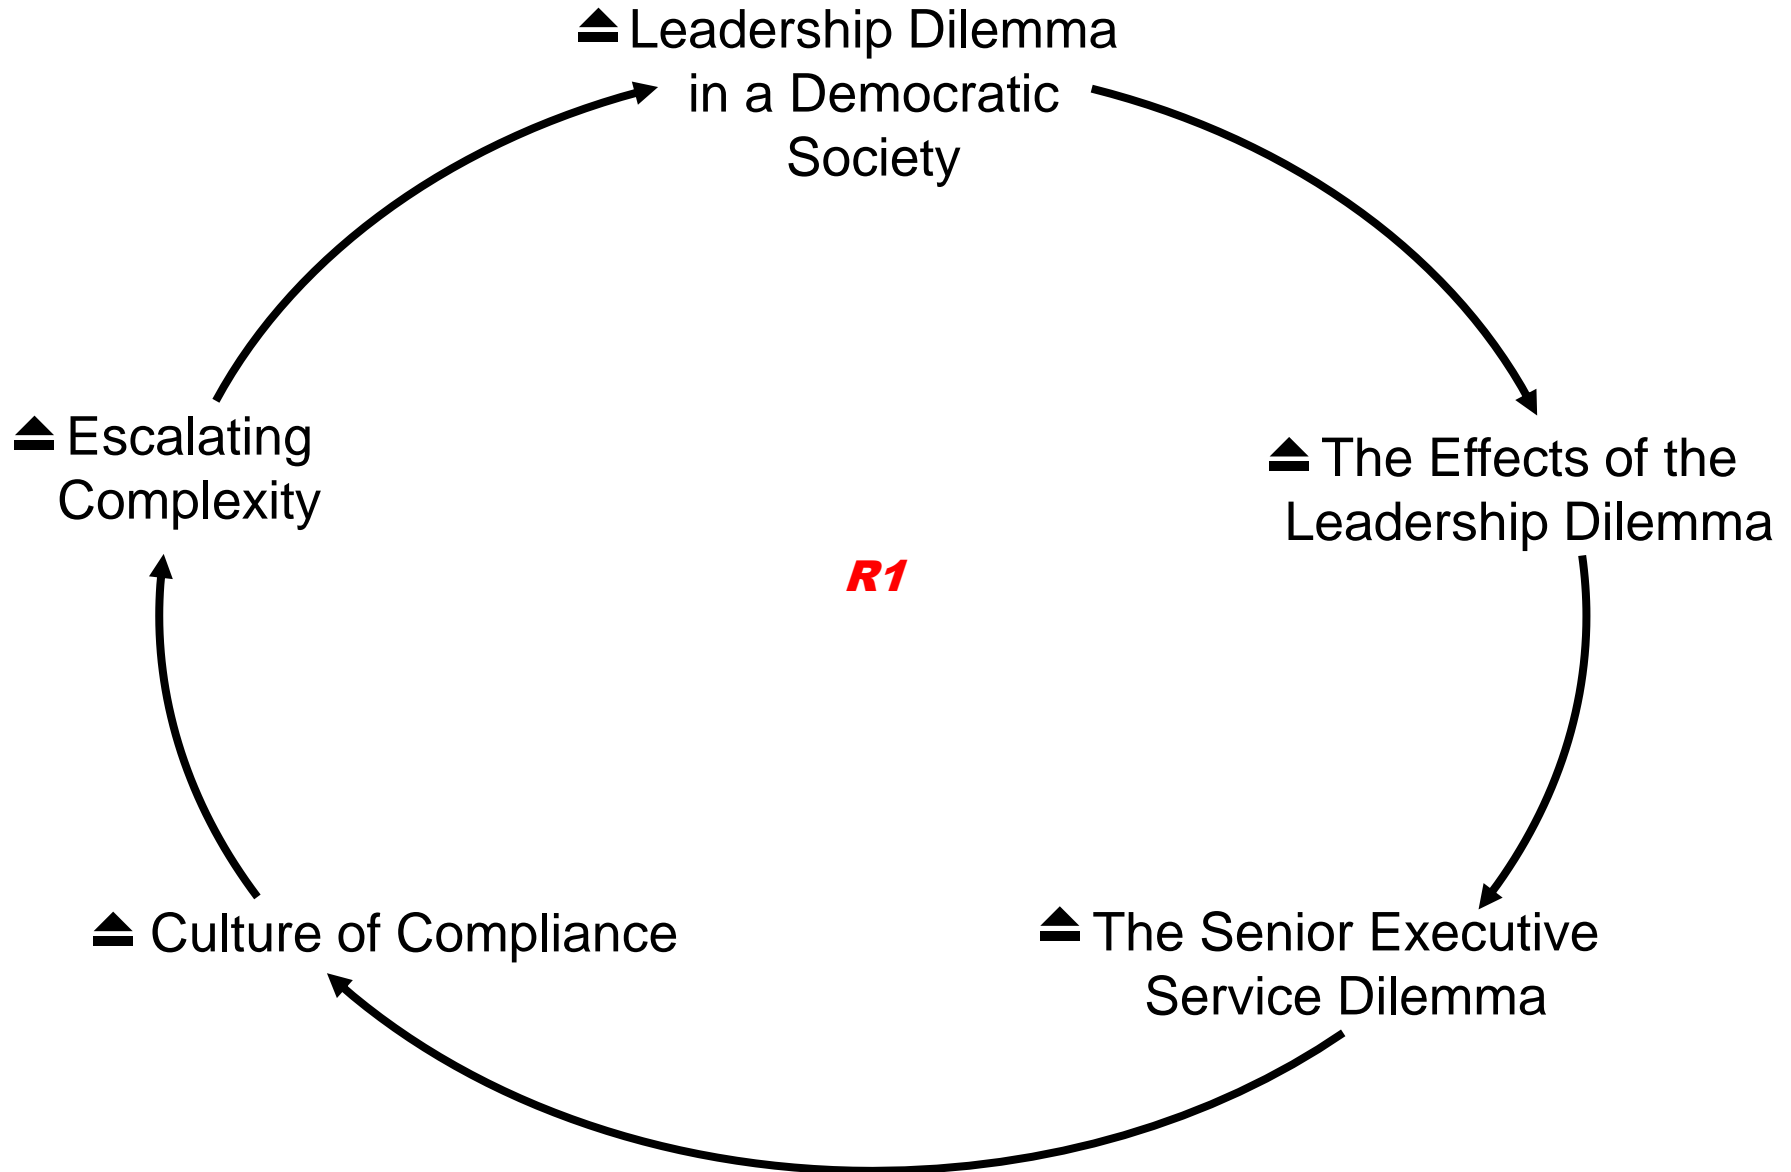 Leadership Dilemma
in a Democratic
Society
Escalating
Complexity
The Effects of the
Leadership Dilemma
R1
Culture of Compliance
The Senior Executive
Service Dilemma